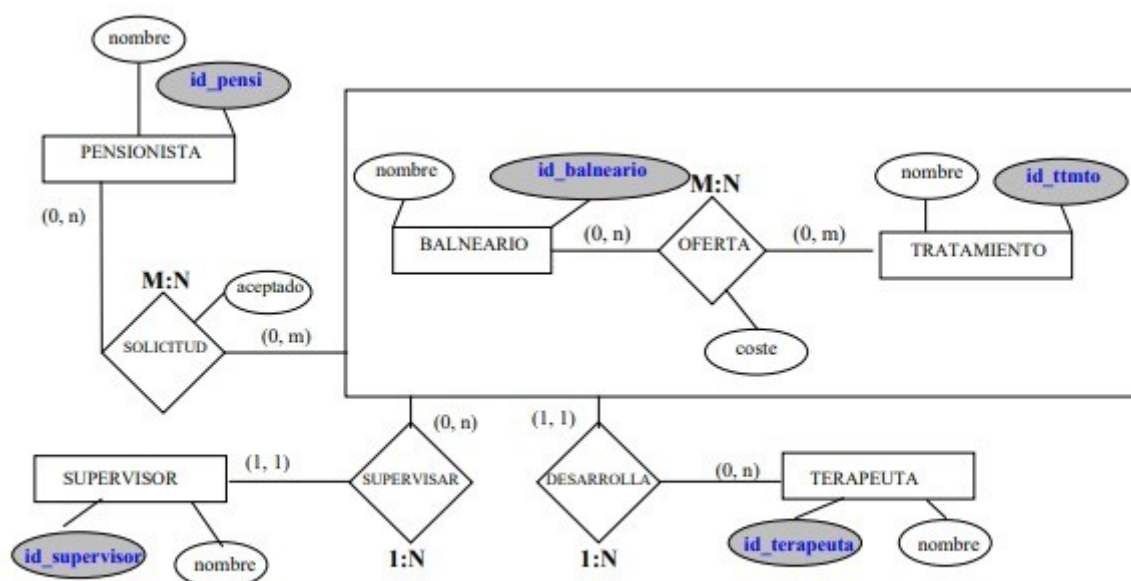 nombre
id_pensi
PENSIONISTA
(0, n)
M:N
aceptado
SOLICITUD
(0, m)
nombre
id_balneario
BALNEARIO
(0, n)
M:N
OFERTA
coste
(0, m)
nombre
id_ttmto
TRATAMIENTO
(0, n)
(1, 1)
SUPERVISOR
(1, 1)
SUPERVISAR
1:N
id_supervisor
nombre
DESARROLLA
1:N
(0, n)
TERAPEUTA
id_terapeuta
nombre